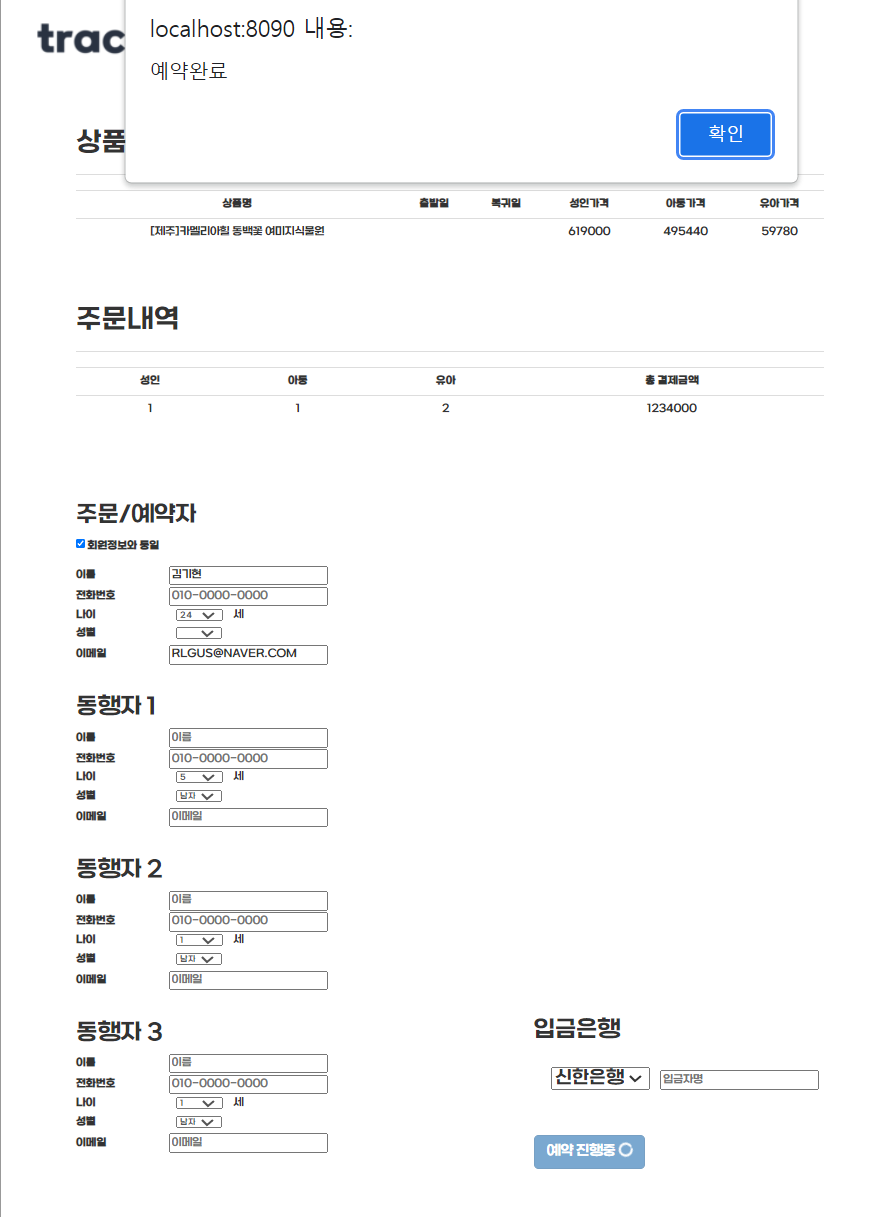 trac
localhost:8090 내용:
예약완료
확인
상품
상품명 출발일 복귀일 성인가격 아동가격 유아가격
[제주]카멜리아힐 동백꽃 여미지식물원 619000 495440 59780
주문내역
성인 아동 유아 총 결제금액
1 1 2 1234000
주문/예약자
회원정보와 동일
이름 김기현
전화번호 010-0000-0000
나이 24 세
성별
이메일 RLGUS@NAVER.COM
동행자 1
이름 이름
전화번호 010-0000-0000
나이 5 세
성별 남자
이메일 이메일
동행자 2
이름 이름
전화번호 010-0000-0000
나이 1 세
성별 남자
이메일 이메일
동행자 3
이름 이름
전화번호 010-0000-0000
나이 1 세
성별 남자
이메일 이메일
입금은행
신한은행 입금자명
예약 진행중